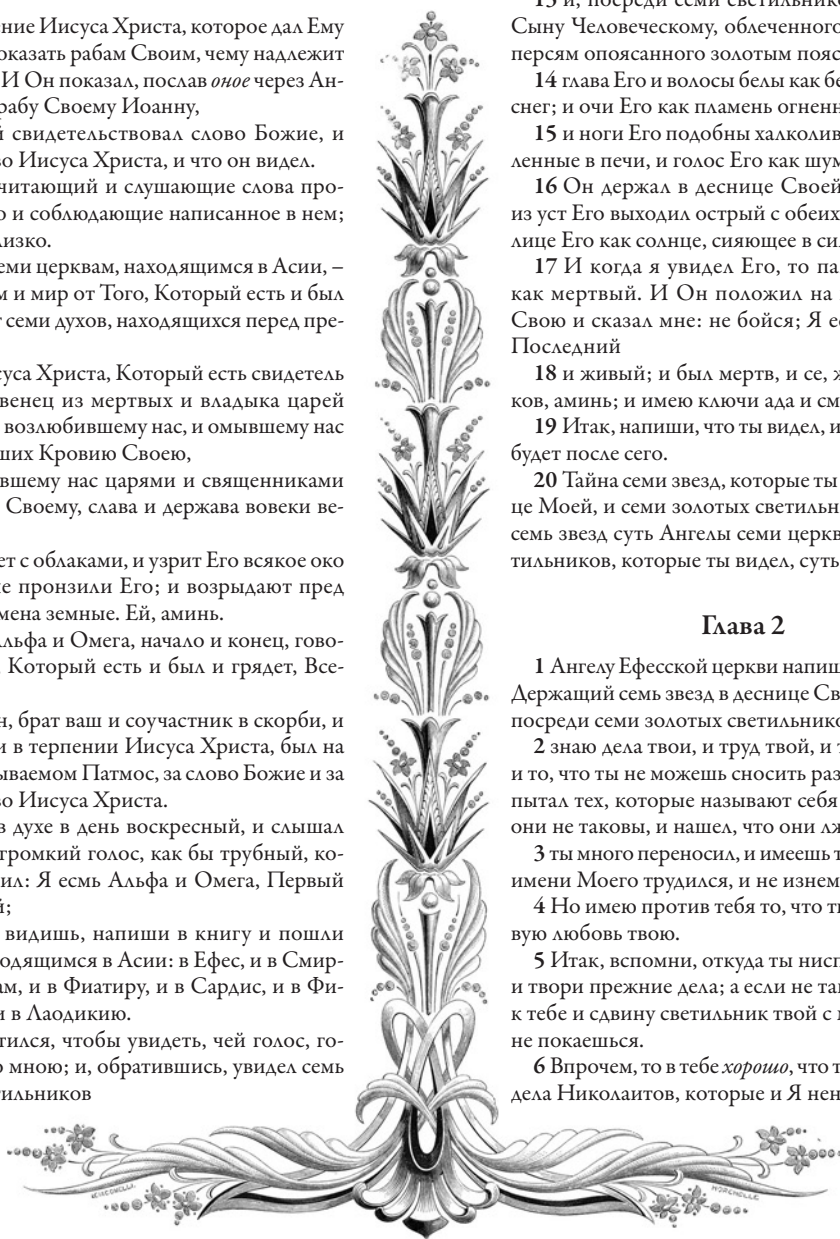 ние Иисуса Христа, которое дал Ему
оказать рабам Своим, чему надлежит
И Он показал, послав оное через Ан-
рабу Своему Иоанну,
й свидетельствовал слово Божие, и
во Иисуса Христа, и что он видел.
читающий и слушающие слова про-
о и соблюдающие написанное в нем;
лизко.
еми церквам, находящимся в Асии, –
м и мир от Того, Который есть и был
т семи духов, находящихся перед пре-
суса Христа, Который есть свидетель
венец из мертвых и владыка царей
возлюбившему нас, и омывшему нас
ших Кровию Своею,
вшему нас царями и священниками
Своему, слава и держава вовеки ве-
ет с облаками, и узрит Его всякое око
е пронзили Его; и возрыдают пред
мена земные. Ей, аминь.
льфа и Омега, начало и конец, гово-
Который есть и был и грядет, Все-
н, брат ваш и соучастник в скорби, и
и в терпении Иисуса Христа, был на
ываемом Патмос, за слово Божие и за
во Иисуса Христа.
в духе в день воскресный, и слышал
громкий голос, как бы трубный, ко-
ил: Я есмь Альфа и Омега, Первый
й;
видишь, напиши в книгу и пошли
одящимся в Асии: в Ефес, и в Смир-
ам, и в Фиатиру, и в Сардис, и в Фи-
и в Лаодикию.
тился, чтобы увидеть, чей голос, го-
о мною; и, обратившись, увидел семь
тильников
13 и, посреди семи светильнико
Сыну Человеческому, облеченного
персям опоясанного золотым пояс
14 глава Его и волосы белы как бе
снег; и очи Его как пламень огненн
15 и ноги Его подобны халколив
ленные в печи, и голос Его как шум
16 Он держал в деснице Своей
из уст Его выходил острый с обеих
лице Его как солнце, сияющее в си
17 И когда я увидел Его, то па
как мертвый. И Он положил на
Свою и сказал мне: не бойся; Я е
Последний
18 и живый; и был мертв, и се, ж
ков, аминь; и имею ключи ада и см
19 Итак, напиши, что ты видел, и
будет после сего.
20 Тайна семи звезд, которые ты
це Моей, и семи золотых светильн
семь звезд суть Ангелы семи церкв
тильников, которые ты видел, суть
Глава 2
1 Ангелу Ефесской церкви напиш
Держащий семь звезд в деснице Св
посреди семи золотых светильнико
2 знаю дела твои, и труд твой, и т
и то, что ты не можешь сносить раз
пытал тех, которые называют себя
они не таковы, и нашел, что они лж
3 ты много переносил, и имеешь т
имени Моего трудился, и не изнем
4 Но имею против тебя то, что ты
вую любовь твою.
5 Итак, вспомни, откуда ты нисп
и твори прежние дела; а если не так
к тебе и сдвину светильник твой с м
не покаешься.
6 Впрочем, то в тебе хорошо, что т
дела Николаитов, которые и Я нен